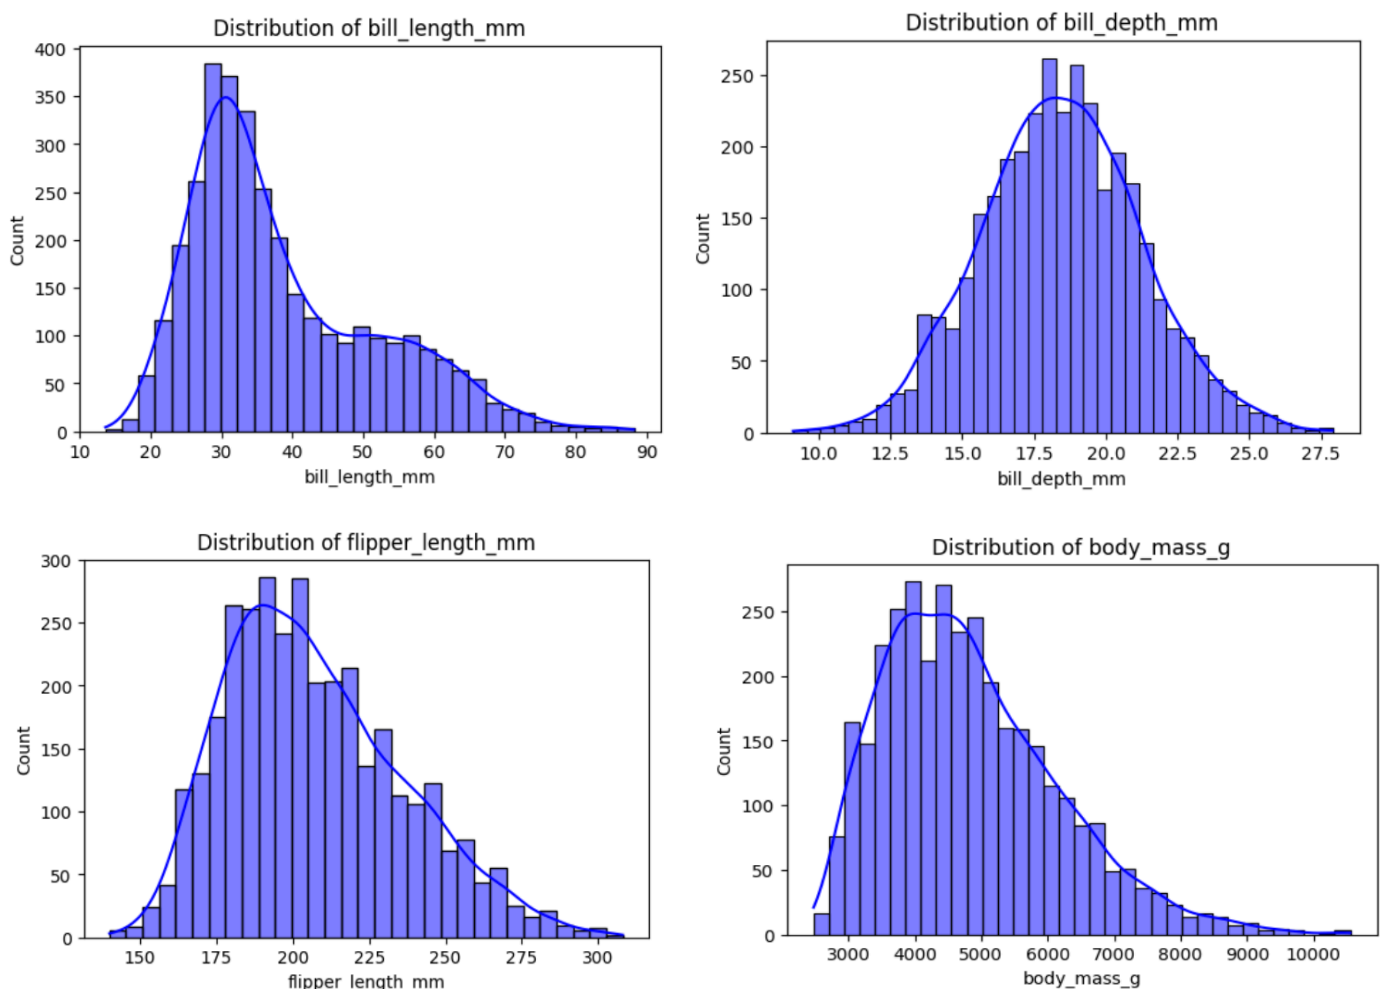 Distribution of bill_length_mm
400
350
300
250
200
150
100
50
0
Count
10 20 30 40 50 60 70 80 90
bill_length_mm
Distribution of bill_depth_mm
250
200
150
100
50
0
Count
10.0 12.5 15.0 17.5 20.0 22.5 25.0 27.5
bill_depth_mm
Distribution of flipper_length_mm
300
250
200
150
100
50
0
Count
150 175 200 225 250 275 300
flipper_length_mm
Distribution of body_mass_g
250
200
150
100
50
0
Count
3000 4000 5000 6000 7000 8000 9000 10000
body_mass_g